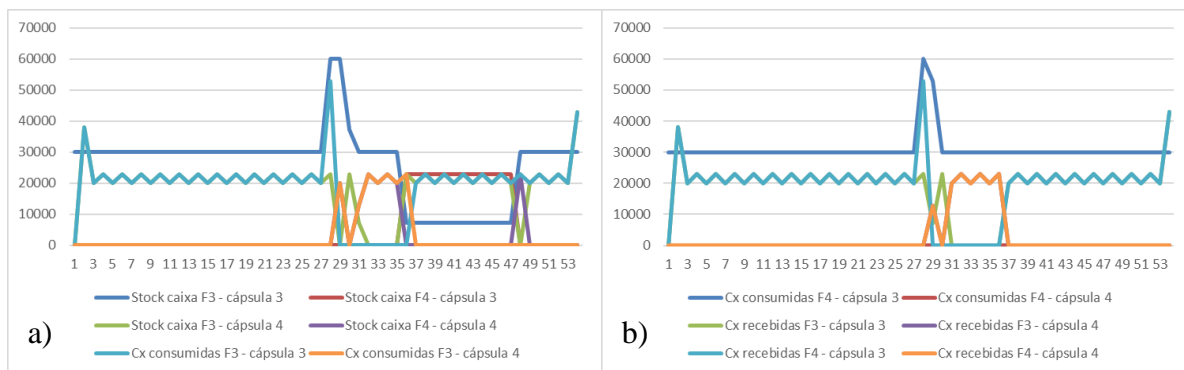 70000
60000
50000
40000
30000
20000
10000
0
1 3 5 7 9 11 13 15 17 19 21 23 25 27 29 31 33 35 37 39 41 43 45 47 49 51 53
Stock caixa F3 - cápsula 3
Stock caixa F4 - cápsula 3
Stock caixa F3 - cápsula 4
Stock caixa F4 - cápsula 4
Cx consumidas F3 - cápsula 3
Cx consumidas F3 - cápsula 4
a)
70000
60000
50000
40000
30000
20000
10000
0
1 3 5 7 9 11 13 15 17 19 21 23 25 27 29 31 33 35 37 39 41 43 45 47 49 51 53
Cx consumidas F4 - cápsula 3
Cx consumidas F4 - cápsula 4
Cx recebidas F3 - cápsula 3
Cx recebidas F3 - cápsula 4
Cx recebidas F4 - cápsula 3
Cx recebidas F4 - cápsula 4
b)